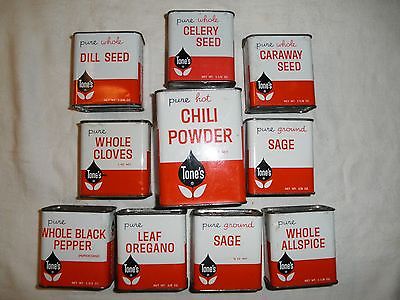 pure whole
DILL SEED
Tone's
pure whole
CELERY
SEED
Tone's
pure whole
CARAWAY
SEED
Tone's
pure
WHOLE
CLOVES
Tone's
pure hot
CHILI
POWDER
Tone's
pure ground
SAGE
Tone's
pure
WHOLE BLACK
PEPPER
Tone's
pure
LEAF
OREGANO
Tone's
pure ground
SAGE
Tone's
pure
WHOLE
ALLSPICE
Tone's